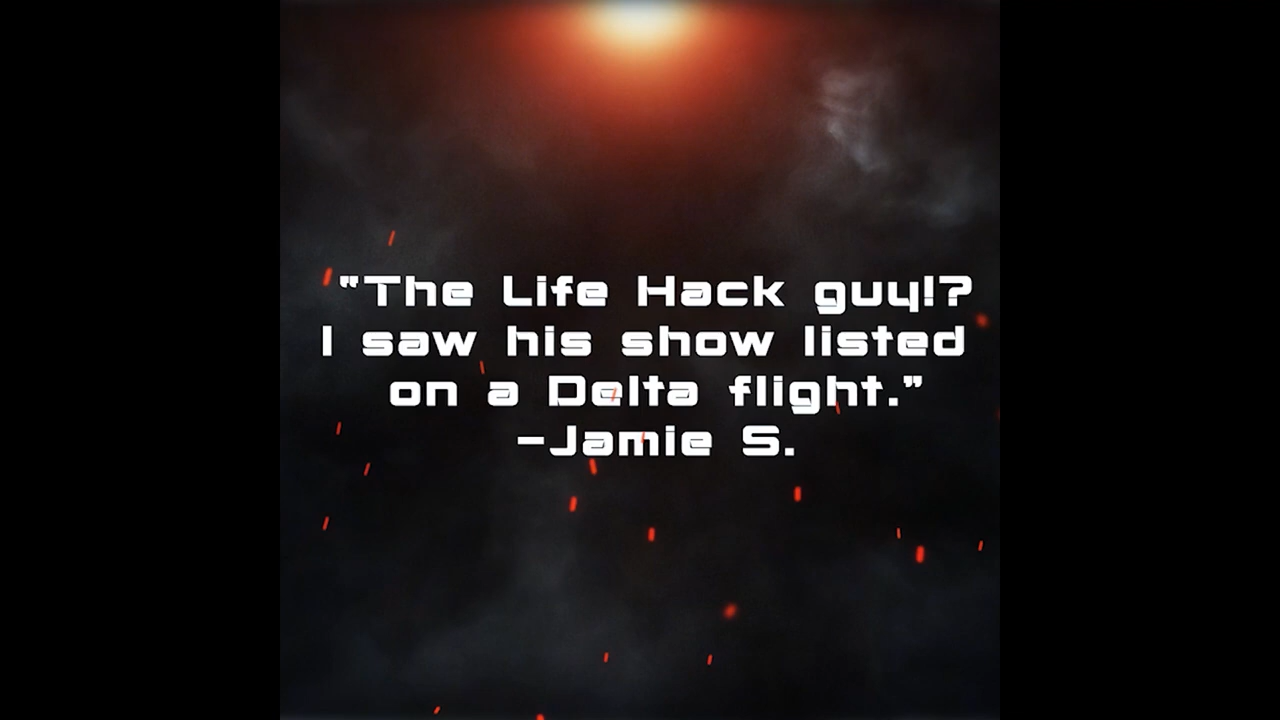 "The Life Hack guy!?
I saw his show listed
on a Delta flight."
-Jamie S.